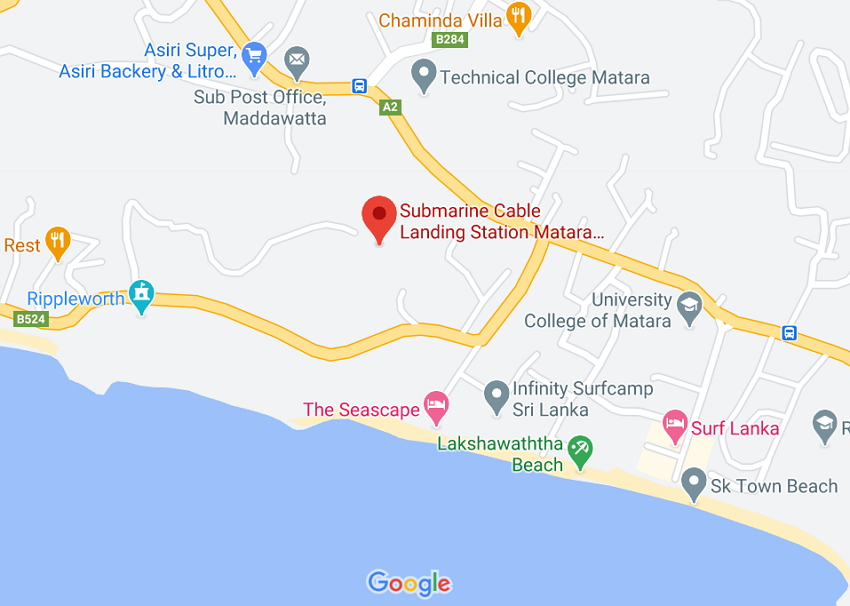 Chaminda Villa
B284
Asiri Super,
Asiri Backery & Litro...
Technical College Matara
Sub Post Office,
Maddawatta
A2
Submarine Cable
Landing Station Matara...
Rest
Rippleworth
B524
University
College of Matara
Infinity Surfcamp
Sri Lanka
The Seascape
Surf Lanka
R
Lakshawaththa
Beach
Sk Town Beach
Google